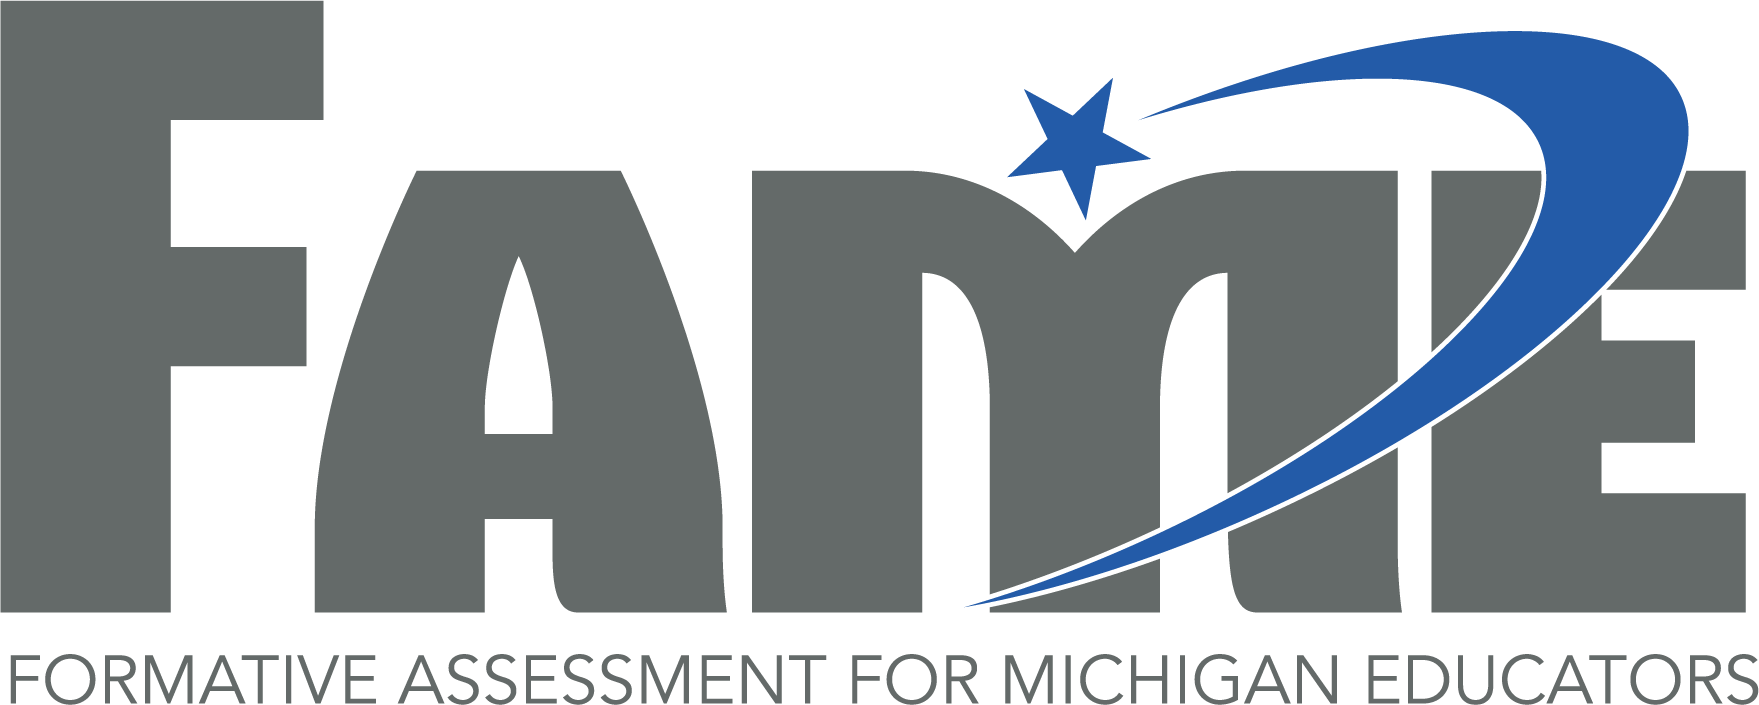 FAME
FORMATIVE ASSESSMENT FOR MICHIGAN EDUCATORS